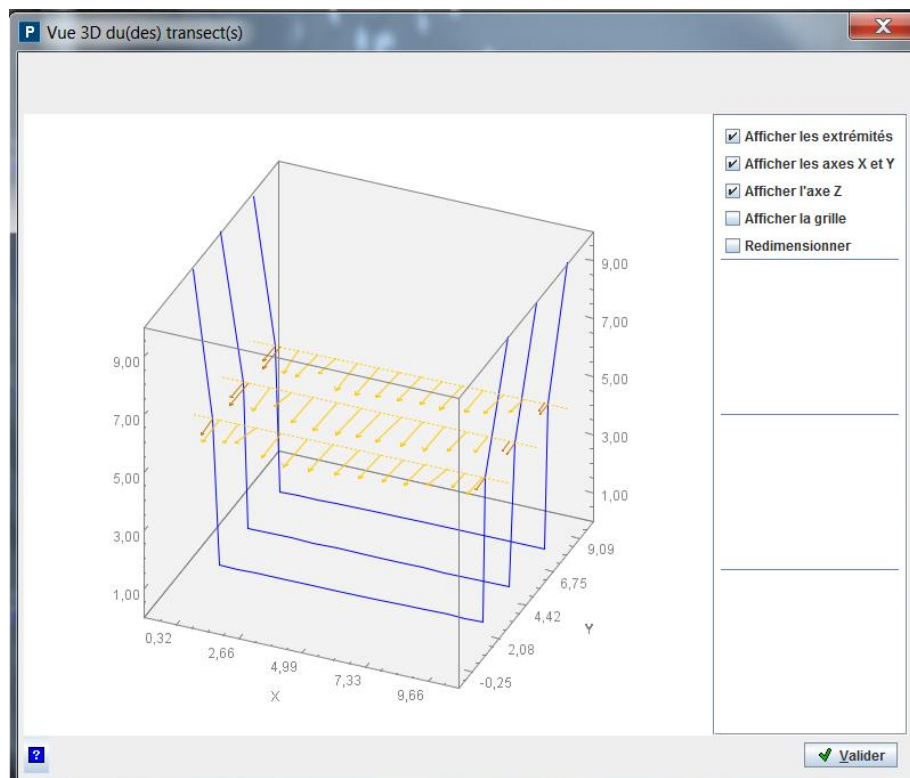 P Vue 3D du(des) transect(s)
X
Afficher les extrémités
Afficher les axes X et Y
Afficher l'axe Z
Afficher la grille
Redimensionner
9,00
7,00
5,00
3,00
1,00
9,00
7,00
5,00
3,00
1,00
0,32
2,66
4,99
7,33
9,66
X
-0,25
2,08
4,42
6,75
9,09
Y
?
Valider